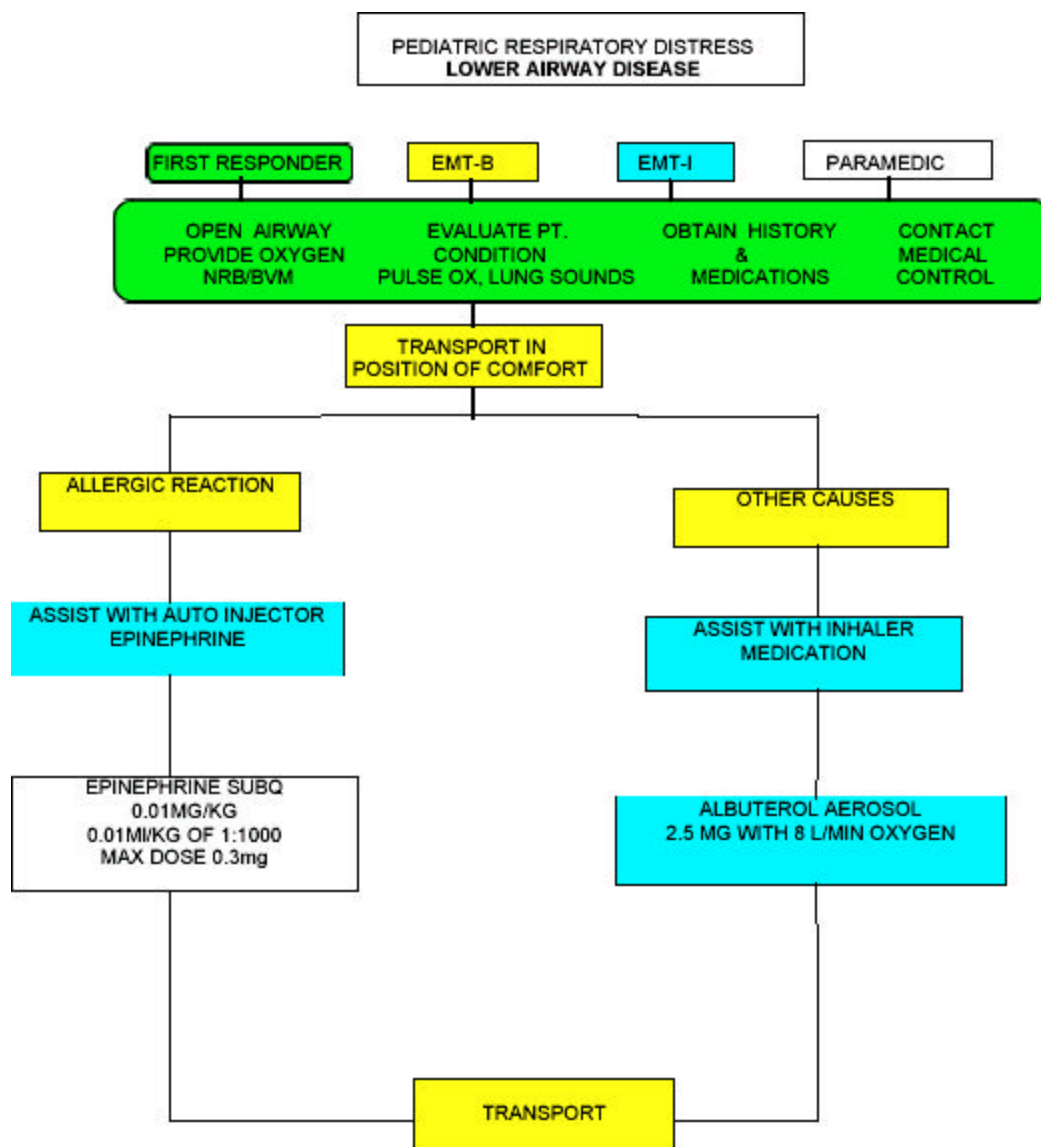 PEDIATRIC RESPIRATORY DISTRESS
LOWER AIRWAY DISEASE
FIRST RESPONDER
EMT-B
EMT-I
PARAMEDIC
OPEN AIRWAY
PROVIDE OXYGEN
NRB/BVM
EVALUATE PT.
CONDITION
PULSE OX, LUNG SOUNDS
OBTAIN HISTORY
&
MEDICATIONS
CONTACT
MEDICAL
CONTROL
TRANSPORT IN
POSITION OF COMFORT
ALLERGIC REACTION
OTHER CAUSES
ASSIST WITH AUTO INJECTOR
EPINEPHRINE
ASSIST WITH INHALER
MEDICATION
EPINEPHRINE SUBQ
0.01MG/KG
0.01Ml/KG OF 1:1000
MAX DOSE 0.3mg
ALBUTEROL AEROSOL
2.5 MG WITH 8 L/MIN OXYGEN
TRANSPORT